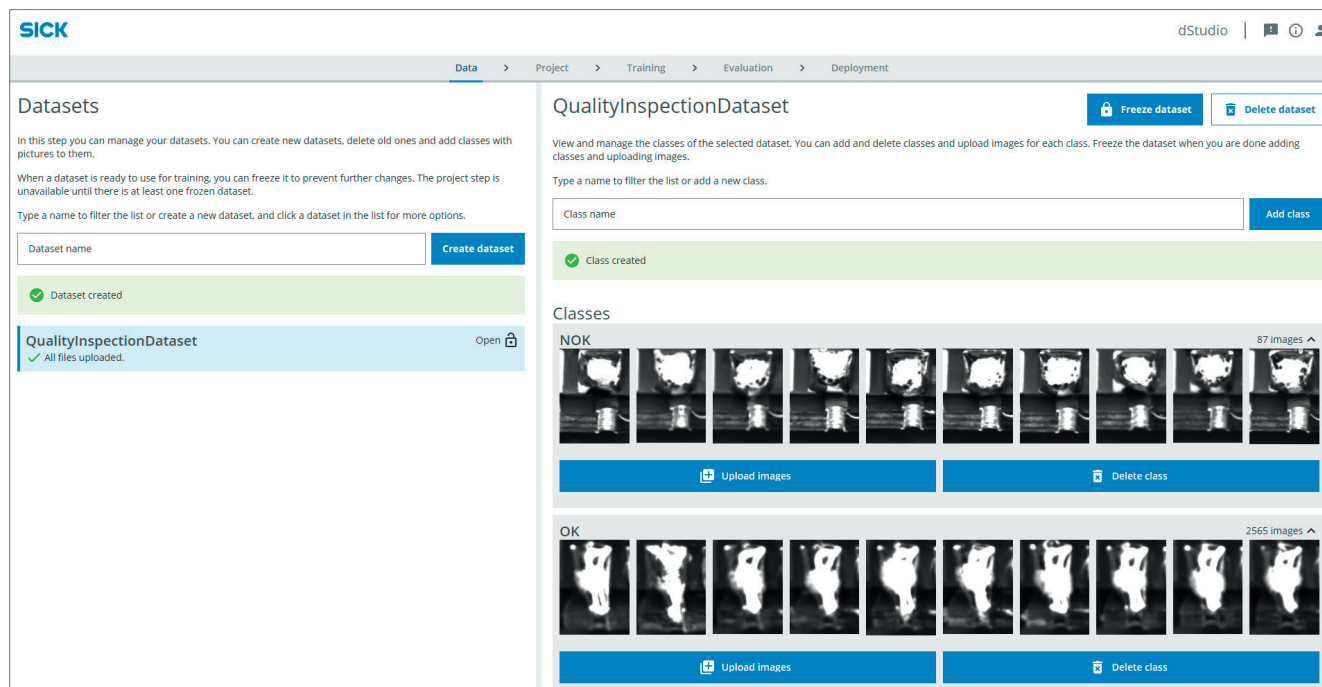 SICK
dStudio
Data > Project > Training > Evaluation > Deployment
Datasets
In this step you can manage your datasets. You can create new datasets, delete old ones and add classes with
pictures to them.
When a dataset is ready to use for training, you can freeze it to prevent further changes. The project step is
unavailable until there is at least one frozen dataset.
Type a name to filter the list or create a new dataset, and click a dataset in the list for more options.
Dataset name
Create dataset
Dataset created
QualityInspectionDataset
Open
All files uploaded.
QualityInspectionDataset
Freeze dataset
Delete dataset
View and manage the classes of the selected dataset. You can add and delete classes and upload images for each class. Freeze the dataset when you are done adding
classes and uploading images.
Type a name to filter the list or add a new class.
Class name
Add class
Class created
Classes
NOK
87 images
Upload images
Delete class
OK
2565 images
Upload images
Delete class